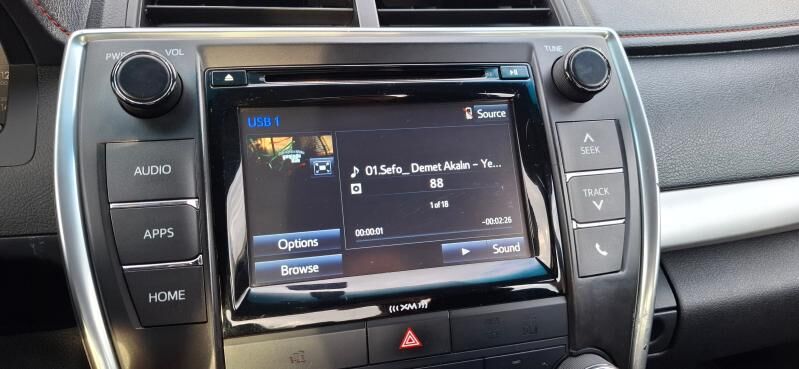 PWR VOL
TUNE
USB 1
Source
AUDIO
APPS
HOME
01.Sefo_ Demet Akalın - Ye...
88
1 of 18
00:00:01
-00:02:26
Options
Browse
Sound
SEEK
TRACK
XM